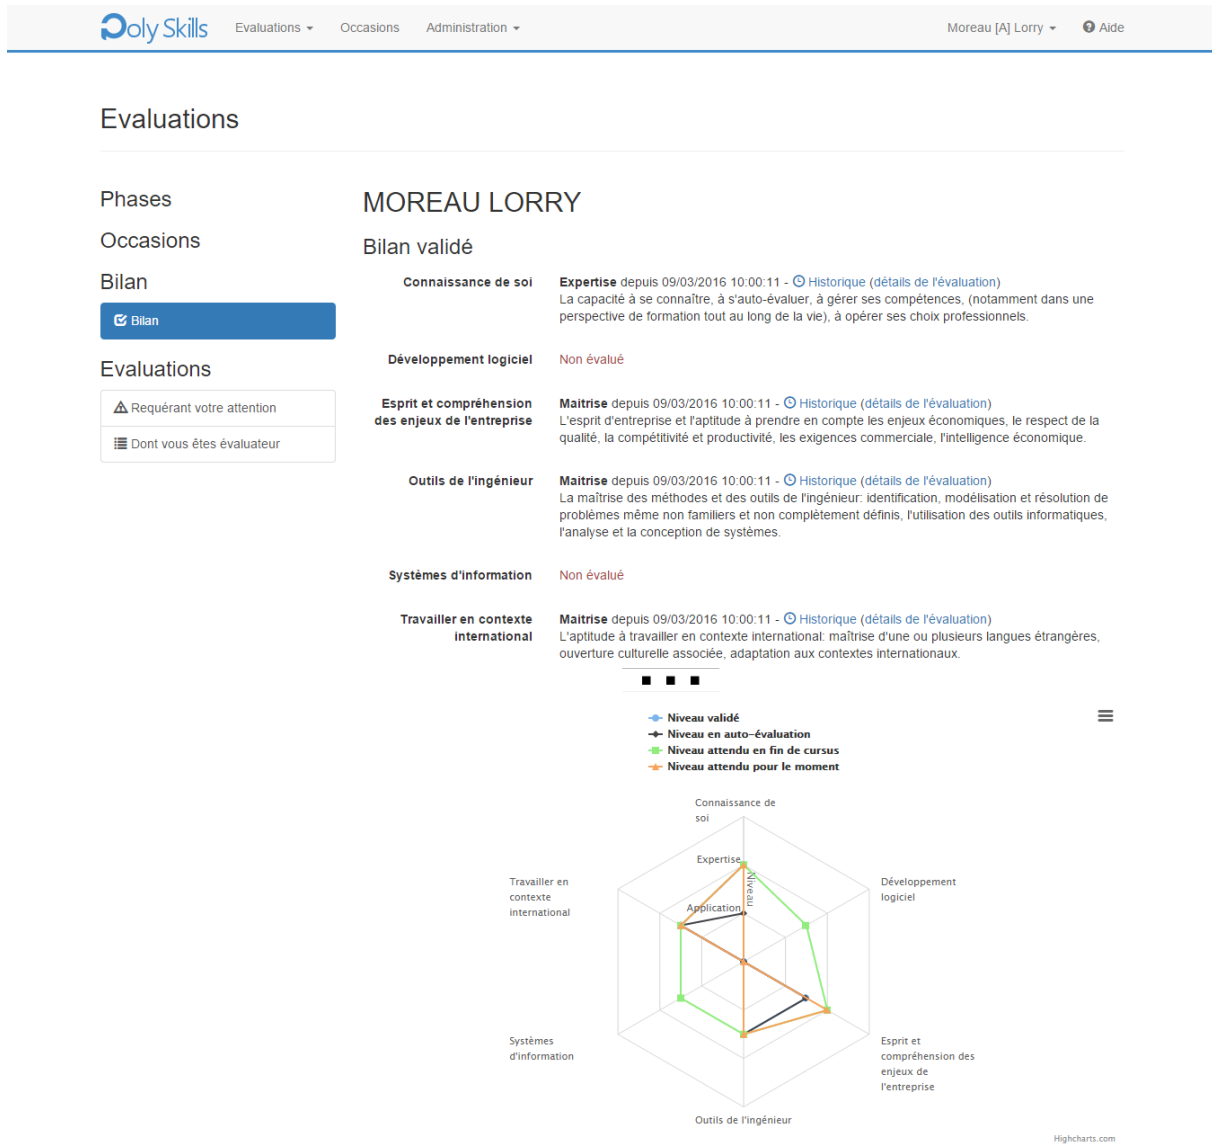 Poly Skills Evaluations Occasions Administration Moreau [A] Lorry Aide
Evaluations
Phases
Occasions
Bilan
Bilan
Evaluations
Requérant votre attention
Dont vous êtes évaluateur
MOREAU LORRY
Bilan validé
Connaissance de soi
Expertise depuis 09/03/2016 10:00:11 - Historique (détails de l'évaluation)
La capacité à se connaître, à s'auto-évaluer, à gérer ses compétences, (notamment dans une
perspective de formation tout au long de la vie), à opérer ses choix professionnels.
Développement logiciel
Non évalué
Esprit et compréhension
des enjeux de l'entreprise
Maitrise depuis 09/03/2016 10:00:11 - Historique (détails de l'évaluation)
L'esprit d'entreprise et l'aptitude à prendre en compte les enjeux économiques, le respect de la
qualité, la compétitivité et productivité, les exigences commerciale, l'intelligence économique.
Outils de l'ingénieur
Maitrise depuis 09/03/2016 10:00:11 - Historique (détails de l'évaluation)
La maîtrise des méthodes et des outils de l'ingénieur: identification, modélisation et résolution de
problèmes même non familiers et non complètement définis, l'utilisation des outils informatiques,
l'analyse et la conception de systèmes.
Systèmes d'information
Non évalué
Travailler en contexte
international
Maitrise depuis 09/03/2016 10:00:11 - Historique (détails de l'évaluation)
L'aptitude à travailler en contexte international: maîtrise d'une ou plusieurs langues étrangères,
ouverture culturelle associée, adaptation aux contextes internationaux.
Niveau validé
Niveau en auto-évaluation
Niveau attendu en fin de cursus
Niveau attendu pour le moment
Connaissance de
soi
Expertise
Niveau
Application
Travailler en
contexte
international
Développement
logiciel
Systèmes
d'information
Esprit et
compréhension des
enjeux de
l'entreprise
Outils de l'ingénieur
Highcharts.com